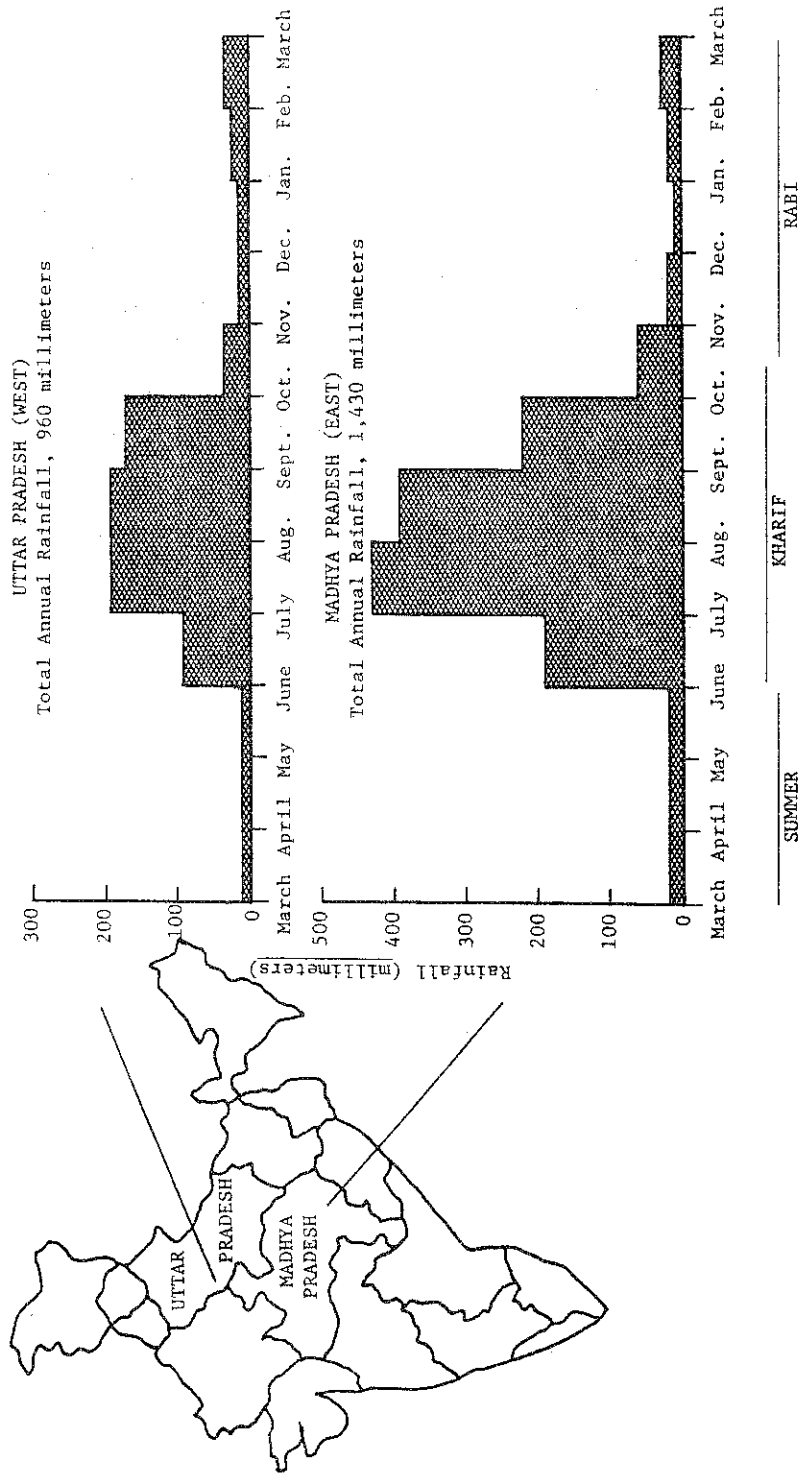 UTTAR PRADESH (WEST)
Total Annual Rainfall, 960 millimeters
300
200
100
0
March April May June July Aug. Sept. Oct. Nov. Dec. Jan. Feb. March
Rainfall (millimeters)
MADHYA PRADESH (EAST)
Total Annual Rainfall, 1,430 millimeters
500
400
300
200
100
0
March April May June July Aug. Sept. Oct. Nov. Dec. Jan. Feb. March
SUMMER
KHARIF
RABI
UTTAR
PRADESH
MADHYA
PRADESH